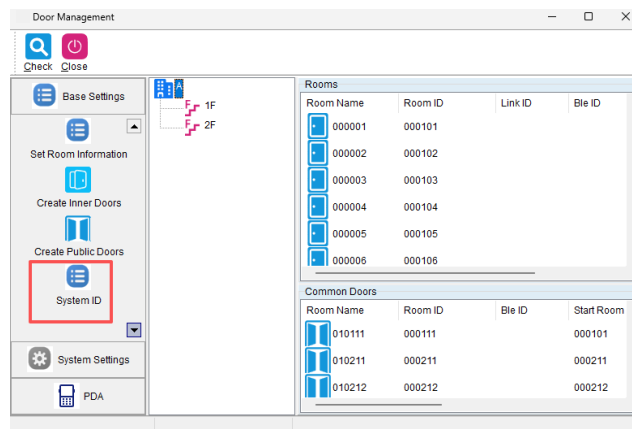 Door Management
Check Close
Base Settings
Set Room Information
Create Inner Doors
Create Public Doors
System ID
System Settings
PDA
A
1F
2F
Rooms
Room Name Room ID Link ID Ble ID
000001 000101
000002 000102
000003 000103
000004 000104
000005 000105
000006 000106
Common Doors
Room Name Room ID Ble ID Start Room
010111 000111 000101
010211 000211 000211
010212 000212 000212